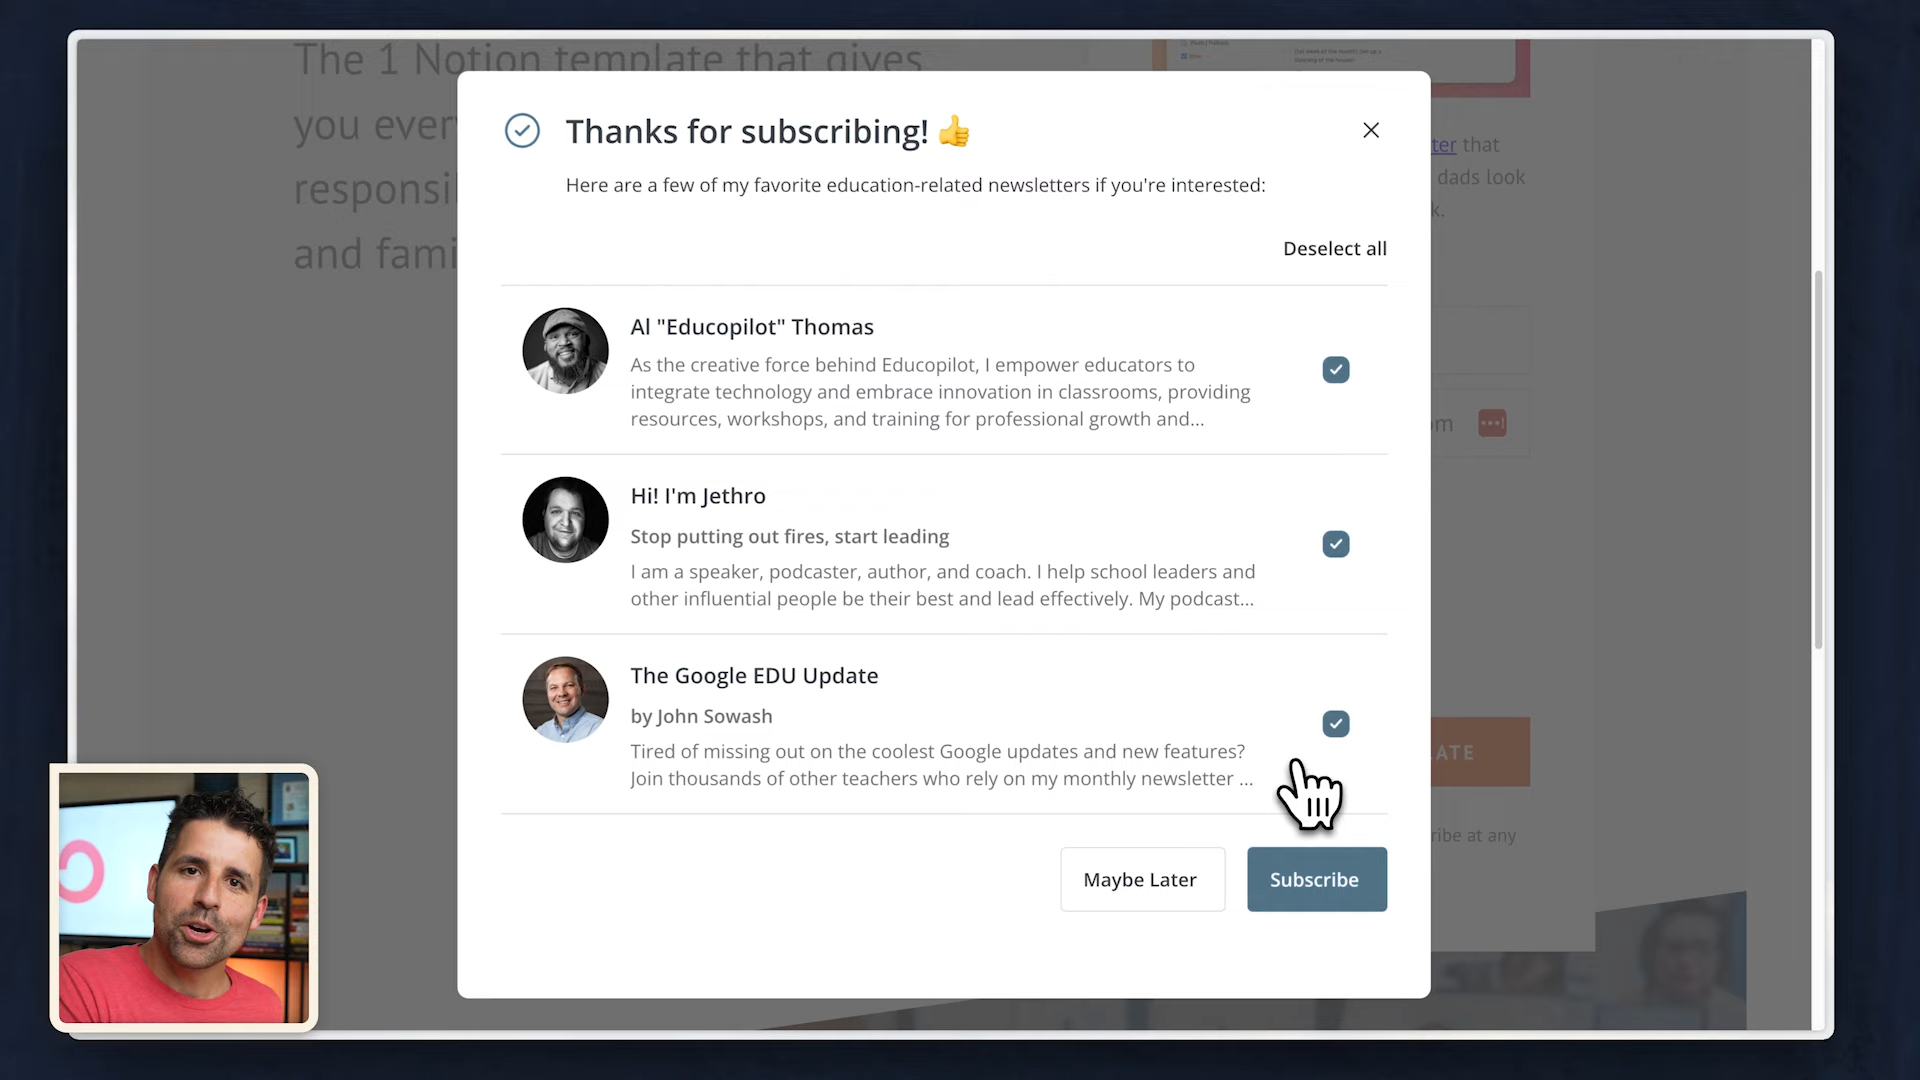 The 1 Notion template that gives
you ever
responsi
and fami
Thanks for subscribing! 👍
Here are a few of my favorite education-related newsletters if you're interested:
Deselect all
Al "Educopilot" Thomas
As the creative force behind Educopilot, I empower educators to
integrate technology and embrace innovation in classrooms, providing
resources, workshops, and training for professional growth and...
Hi! I'm Jethro
Stop putting out fires, start leading
I am a speaker, podcaster, author, and coach. I help school leaders and
other influential people be their best and lead effectively. My podcast...
The Google EDU Update
by John Sowash
Tired of missing out on the coolest Google updates and new features?
Join thousands of other teachers who rely on my monthly newsletter ...
Maybe Later
Subscribe
ter that
dads look
k.
om
LATE
ribe at any